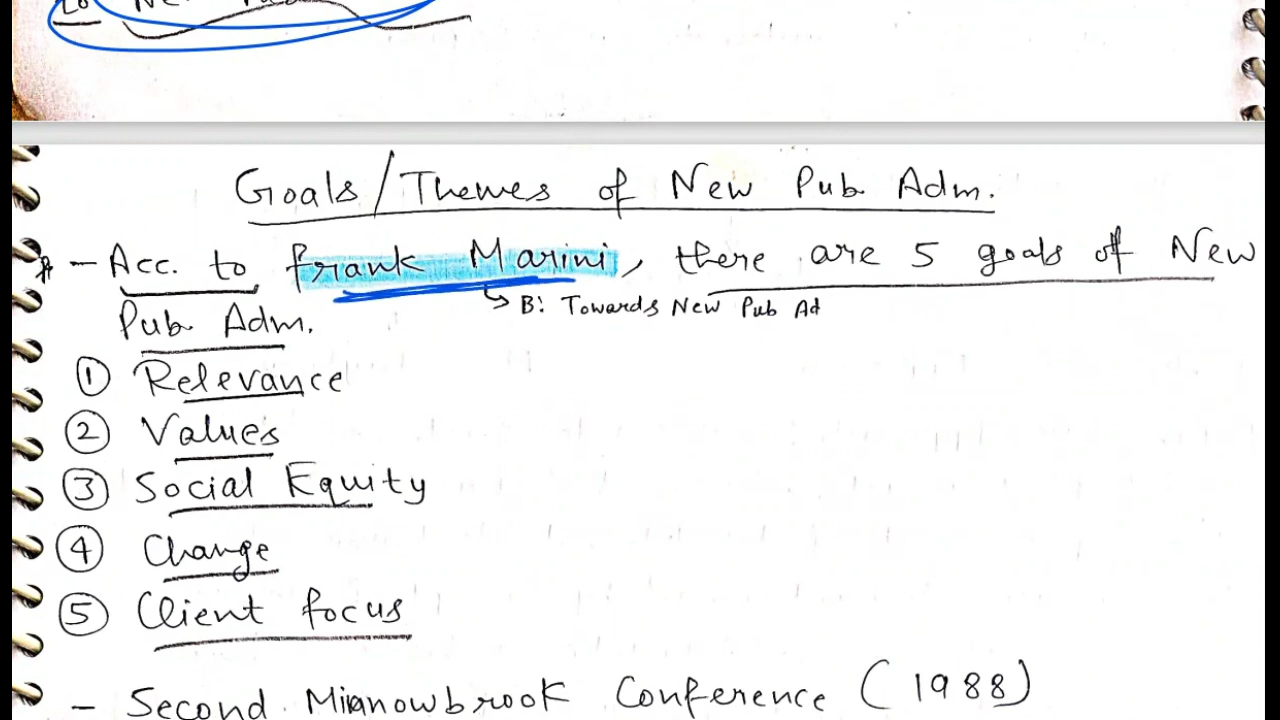 Goals/Themes of New Pub Adm.
- Acc. to Frank Marini, there are 5 goals of New
↳ B: Towards New Pub Ad
Pub Adm.
① Relevance
② Values
③ Social Equity
④ Change
⑤ Client focus
- Second Minnowbrook Conference (1988)